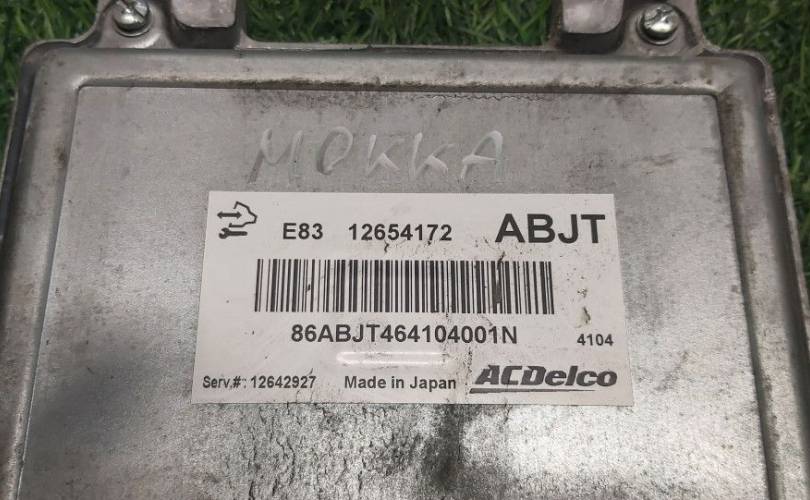 MOKKA
E83 12654172 ABJT
86ABJT464104001N 4104
Serv.#: 12642927 Made in Japan ACDelco